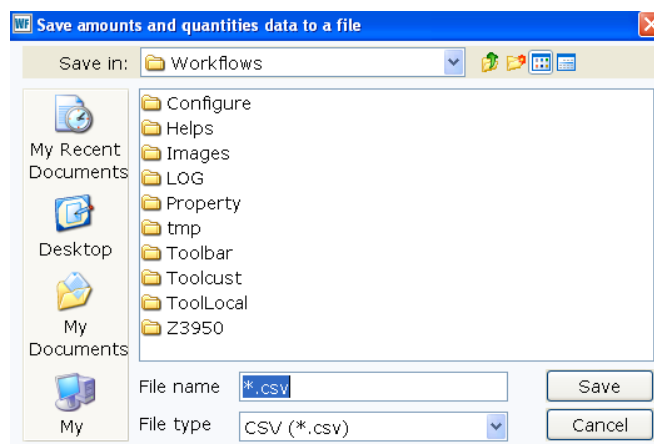 WF Save amounts and quantities data to a file
Save in: Workflows
My Recent
Documents
Desktop
My
Documents
My
Configure
Helps
Images
LOG
Property
tmp
Toolbar
Toolcust
ToolLocal
Z3950
File name *.csv Save
File type CSV (*.csv) Cancel